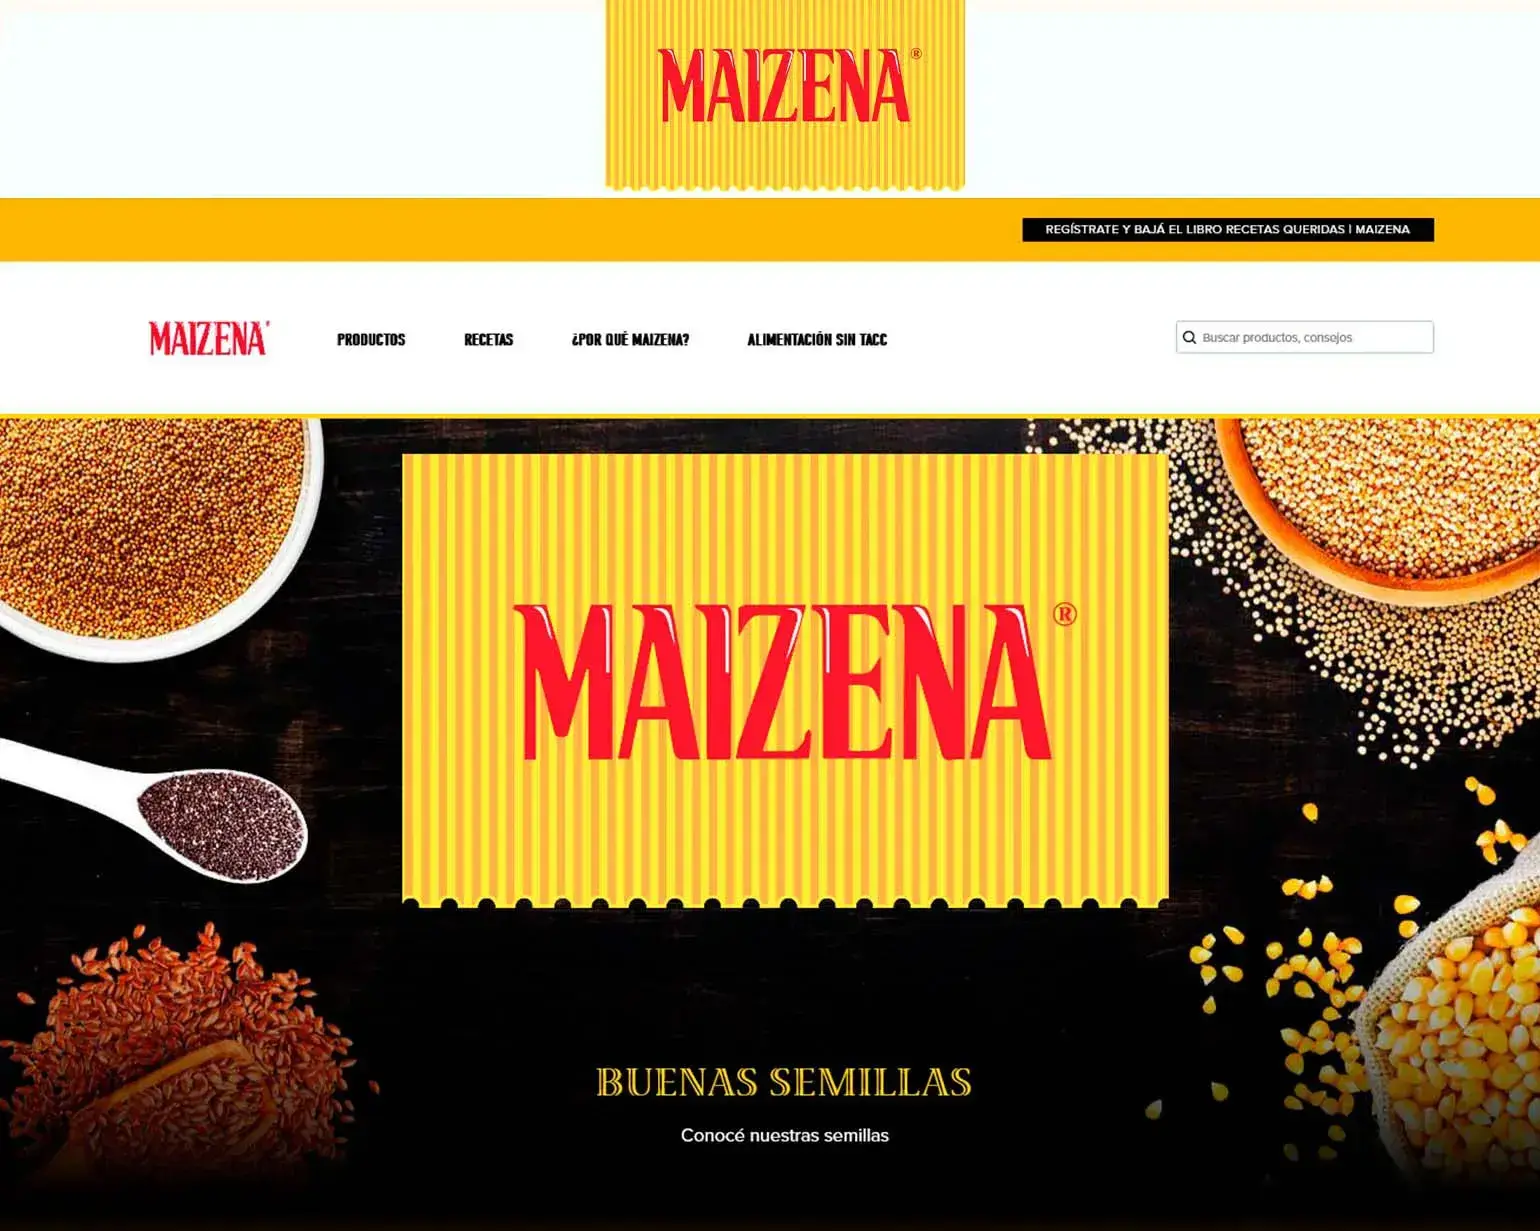 MAIZENA®
REGÍSTRATE Y BAJÁ EL LIBRO RECETAS QUERIDAS | MAIZENA
MAIZENA® PRODUCTOS RECETAS ¿POR QUÉ MAIZENA? ALIMENTACIÓN SIN TACC Buscar productos, consejos
MAIZENA®
BUENAS SEMILLAS
Conocé nuestras semillas